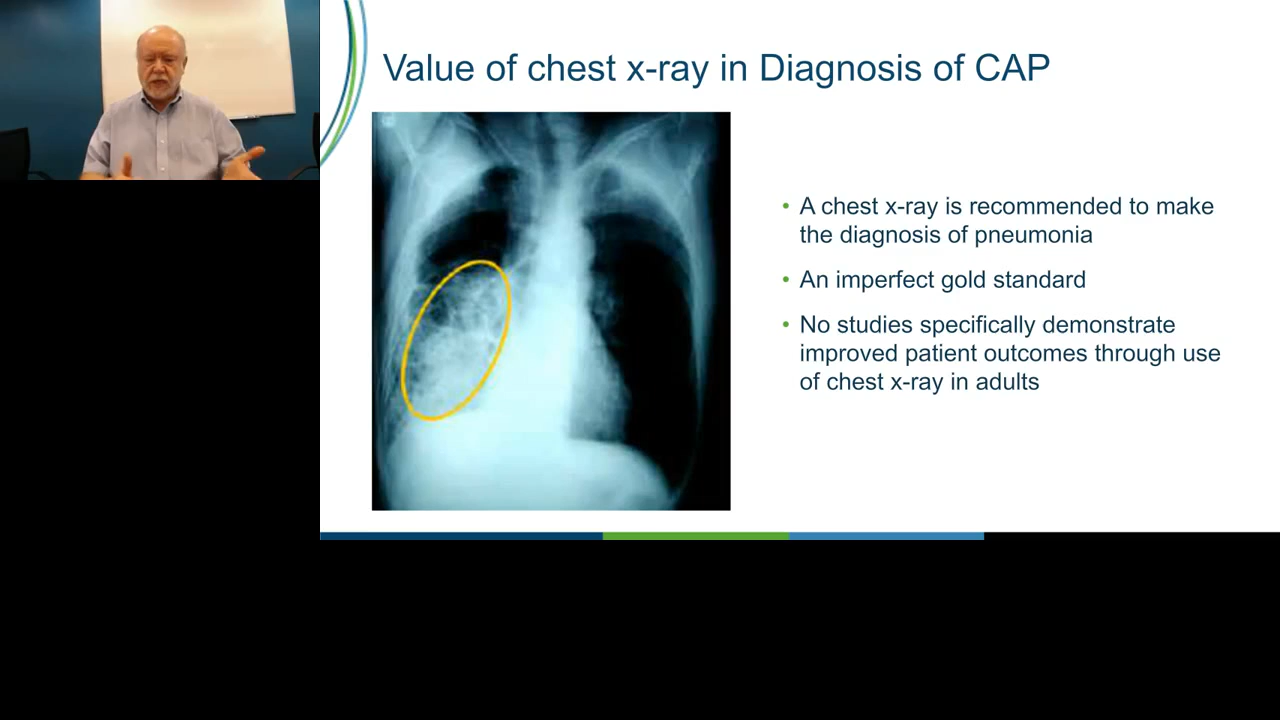 Value of chest x-ray in Diagnosis of CAP
• A chest x-ray is recommended to make
the diagnosis of pneumonia
• An imperfect gold standard
• No studies specifically demonstrate
improved patient outcomes through use
of chest x-ray in adults